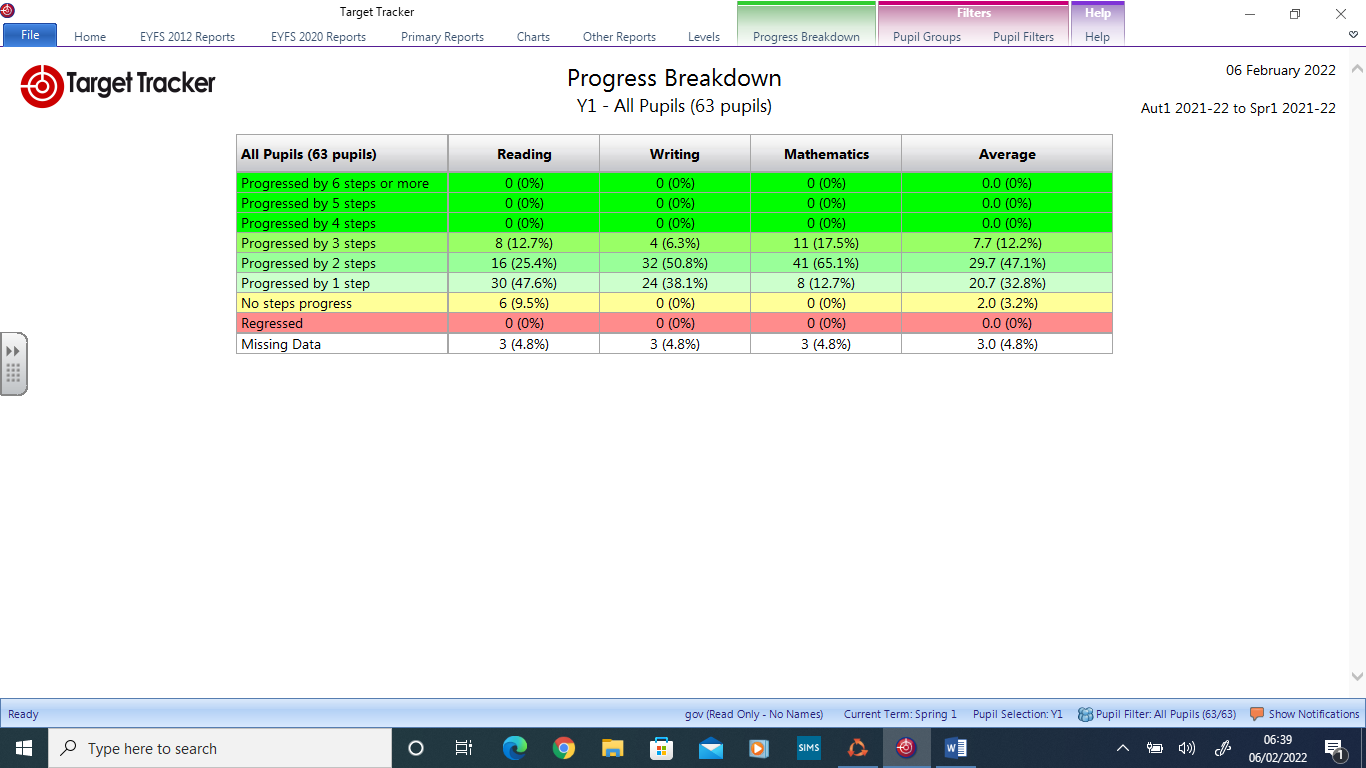 Target Tracker
Filters
Help
File Home EYFS 2012 Reports EYFS 2020 Reports Primary Reports Charts Other Reports Levels Progress Breakdown Pupil Groups Pupil Filters Help
Target Tracker
Progress Breakdown
06 February 2022
Y1 - All Pupils (63 pupils)
Aut1 2021-22 to Spr1 2021-22
All Pupils (63 pupils) Reading Writing Mathematics Average
Progressed by 6 steps or more 0 (0%) 0 (0%) 0 (0%) 0.0 (0%)
Progressed by 5 steps 0 (0%) 0 (0%) 0 (0%) 0.0 (0%)
Progressed by 4 steps 0 (0%) 0 (0%) 0 (0%) 0.0 (0%)
Progressed by 3 steps 8 (12.7%) 4 (6.3%) 11 (17.5%) 7.7 (12.2%)
Progressed by 2 steps 16 (25.4%) 32 (50.8%) 41 (65.1%) 29.7 (47.1%)
Progressed by 1 step 30 (47.6%) 24 (38.1%) 8 (12.7%) 20.7 (32.8%)
No steps progress 6 (9.5%) 0 (0%) 0 (0%) 2.0 (3.2%)
Regressed 0 (0%) 0 (0%) 0 (0%) 0.0 (0%)
Missing Data 3 (4.8%) 3 (4.8%) 3 (4.8%) 3.0 (4.8%)
Ready gov (Read Only - No Names) Current Term: Spring 1 Pupil Selection: Y1 Pupil Filter: All Pupils (63/63) Show Notifications
Type here to search SIMS W 06:39
06/02/2022 1